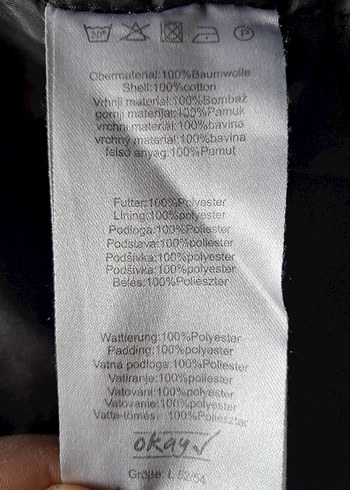 30°
P
Obermaterial:100%Baumwolle
Shell:100%cotton
Vrhnji material:100%Bombaž
gornji materijal:100%Pamuk
vrchní materiál:100%bavlna
vrchný materiál:100%bavlna
felső anyag:100%Pamut
Futter:100%Polyester
Lining:100%polyester
Podloga:100%Poliester
Podstava:100%poliester
Podšívka:100%polyester
Podšívka:100%polyester
Bélés:100%Poliészter
Wattierung:100%Polyester
Padding:100%polyester
Vatna podloga:100%Poliester
Vatiranje:100%poliester
Vatování:100%polyester
Vatovanie:100%polyester
Vatta-tömés: 100%Poliészter
okay
Größe: L 52/54